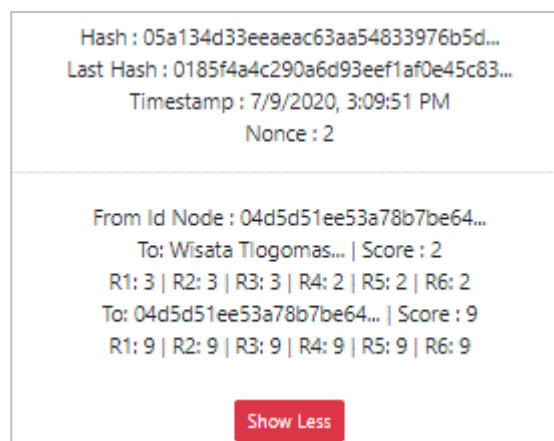 Hash : 05a134d33eeaeac63aa54833976b5d...
Last Hash : 0185f4a4c290a6d93eef1af0e45c83...
Timestamp : 7/9/2020, 3:09:51 PM
Nonce : 2
From Id Node : 04d5d51ee53a78b7be64...
To: Wisata Tlogomas... | Score : 2
R1: 3 | R2: 3 | R3: 3 | R4: 2 | R5: 2 | R6: 2
To: 04d5d51ee53a78b7be64... | Score : 9
R1: 9 | R2: 9 | R3: 9 | R4: 9 | R5: 9 | R6: 9
Show Less